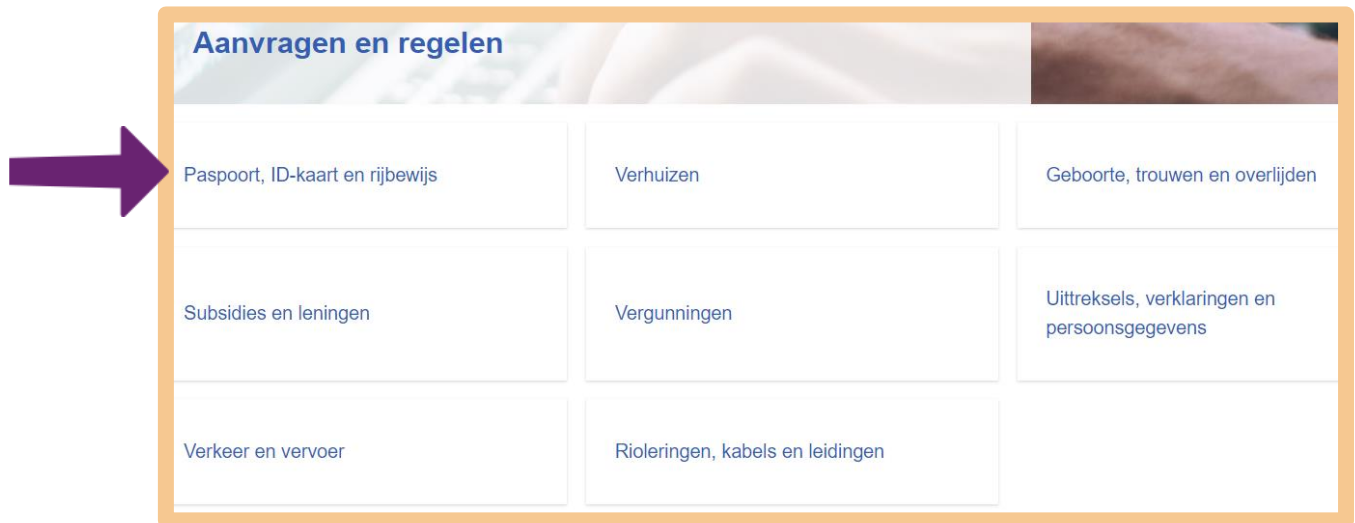 Aanvragen en regelen
Paspoort, ID-kaart en rijbewijs
Verhuizen
Geboorte, trouwen en overlijden
Subsidies en leningen
Vergunningen
Uittreksels, verklaringen en
persoonsgegevens
Verkeer en vervoer
Rioleringen, kabels en leidingen